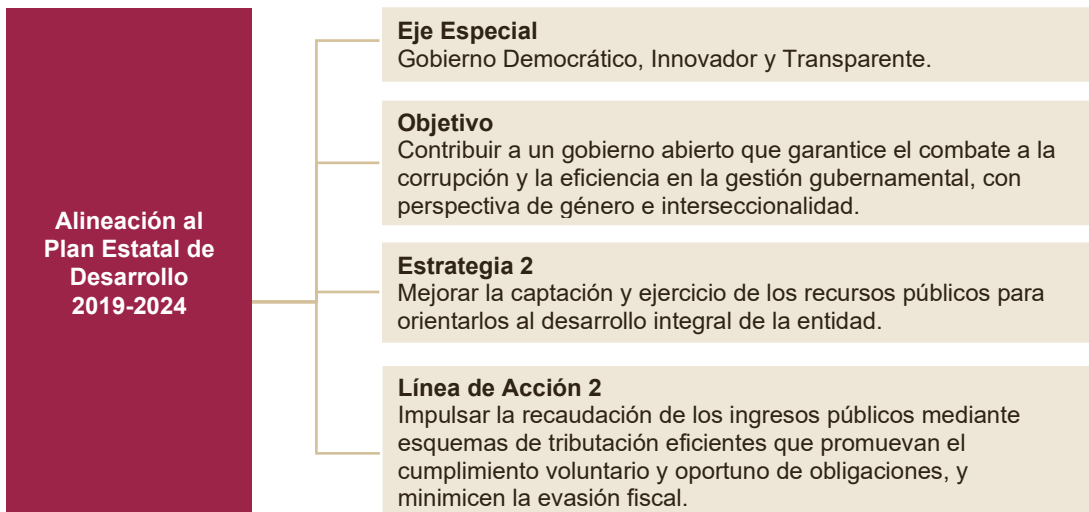 Alineación al
Plan Estatal de
Desarrollo
2019-2024
Eje Especial
Gobierno Democrático, Innovador y Transparente.
Objetivo
Contribuir a un gobierno abierto que garantice el combate a la
corrupción y la eficiencia en la gestión gubernamental, con
perspectiva de género e interseccionalidad.
Estrategia 2
Mejorar la captación y ejercicio de los recursos públicos para
orientarlos al desarrollo integral de la entidad.
Línea de Acción 2
Impulsar la recaudación de los ingresos públicos mediante
esquemas de tributación eficientes que promuevan el
cumplimiento voluntario y oportuno de obligaciones, y
minimicen la evasión fiscal.